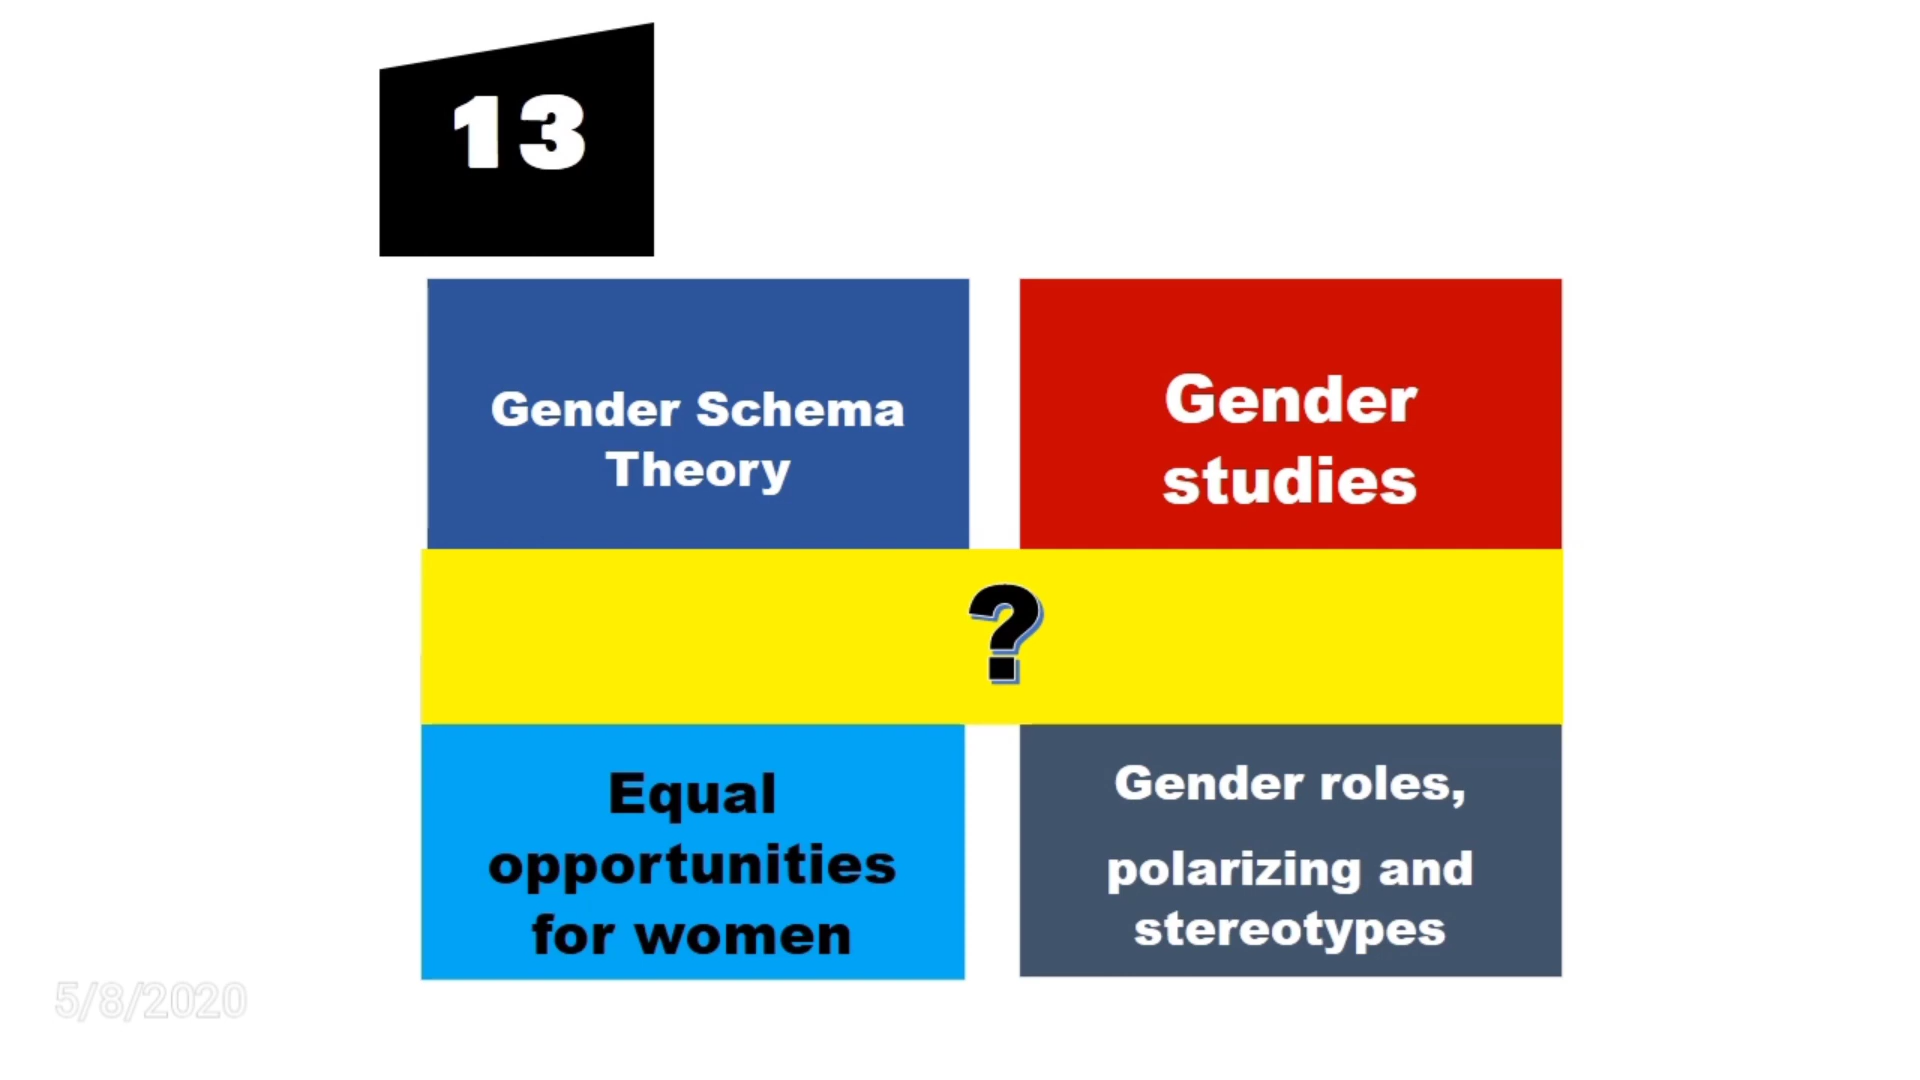 13
Gender Schema
Theory
Gender
studies
?
Equal
opportunities
for women
Gender roles,
polarizing and
stereotypes
5/8/2020